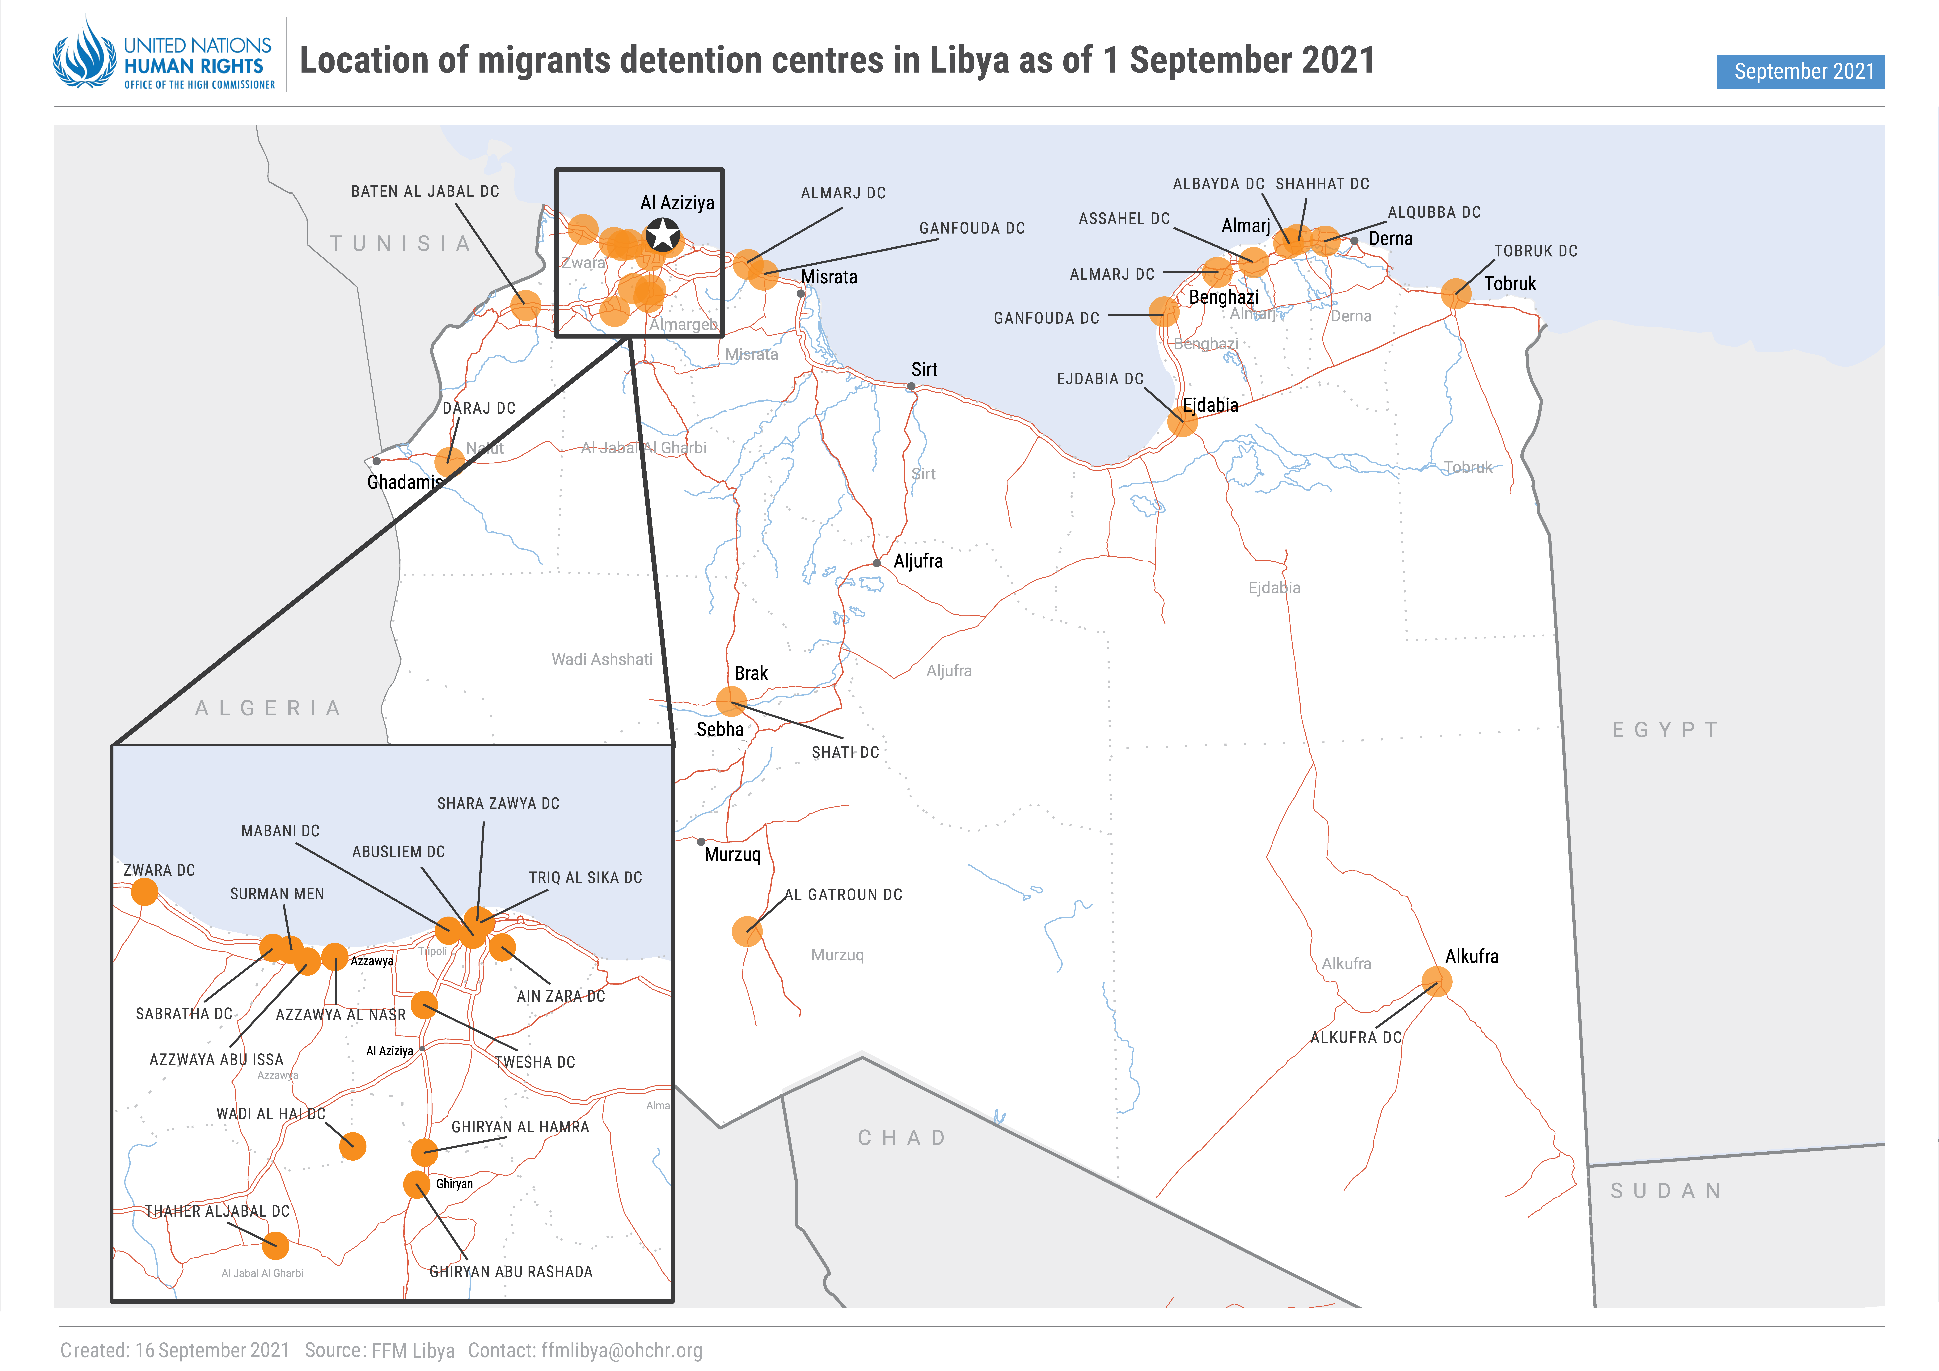 UNITED NATIONS
HUMAN RIGHTS
OFFICE OF THE HIGH COMMISSIONER
Location of migrants detention centres in Libya as of 1 September 2021
September 2021
BATEN AL JABAL DC
Al Aziziya
ALMARJ DC
GANFOUDA DC
ALBAYDA DC
SHAHHAT DC
ASSAHEL DC
Almarj
ALQUBBA DC
Derna
TOBRUK DC
TUNISIA
Zwara
Misrata
ALMARJ DC
Benghazi
Tobruk
Almargeb
GANFOUDA DC
Almarj
Derna
Misrata
Benghazi
Sirt
EJDABIA DC
Ejdabia
DARAJ DC
Nalut
Al Jabal Al Gharbi
Ghadamis
Sirt
Tobruk
Aljufra
Ejdabia
Wadi Ashshati
Brak
Aljufra
ALGERIA
Sebha
SHATI DC
EGYPT
Murzuq
AL GATROUN DC
Murzuq
Alkufra
Alkufra
ALKUFRA DC
CHAD
SUDAN
SHARA ZAWYA DC
MABANI DC
ABUSLIEM DC
ZWARA DC
TRIQ AL SIKA DC
SURMAN MEN
Tripoli
Azzawya
AIN ZARA DC
SABRATHA DC
AZZAWYA AL NASR
AZZWAYA ABU ISSA
Al Aziziya
TWESHA DC
Azzawya
Alma
WADI AL HAI DC
GHIRYAN AL HAMRA
Ghiryan
THAHER ALJABAL DC
Al Jabal Al Gharbi
GHIRYAN ABU RASHADA
Created: 16 September 2021 Source: FFM Libya Contact: ffmlibya@ohchr.org